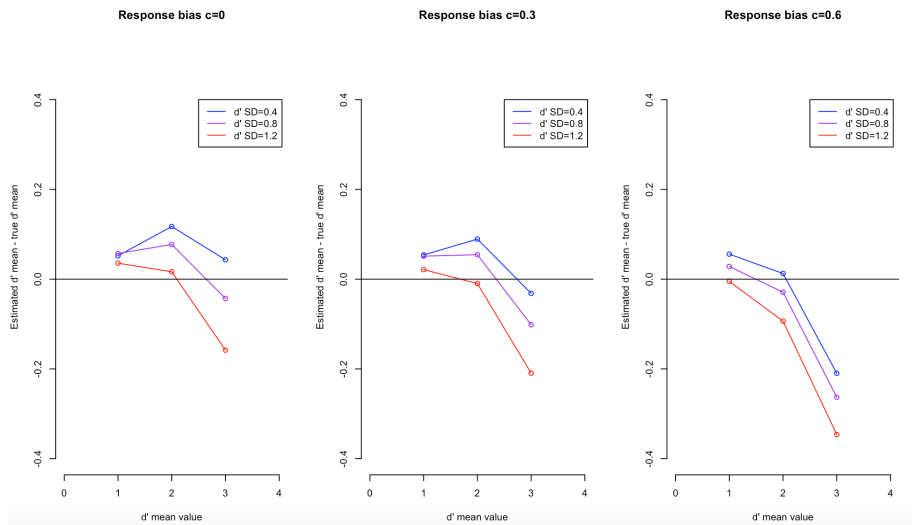 Response bias c=0
Estimated d' mean - true d' mean
0.4
0.2
0.0
-0.2
-0.4
d' SD=0.4
d' SD=0.8
d' SD=1.2
0 1 2 3 4
d' mean value
Response bias c=0.3
Estimated d' mean - true d' mean
0.4
0.2
0.0
-0.2
-0.4
d' SD=0.4
d' SD=0.8
d' SD=1.2
0 1 2 3 4
d' mean value
Response bias c=0.6
Estimated d' mean - true d' mean
0.4
0.2
0.0
-0.2
-0.4
d' SD=0.4
d' SD=0.8
d' SD=1.2
0 1 2 3 4
d' mean value